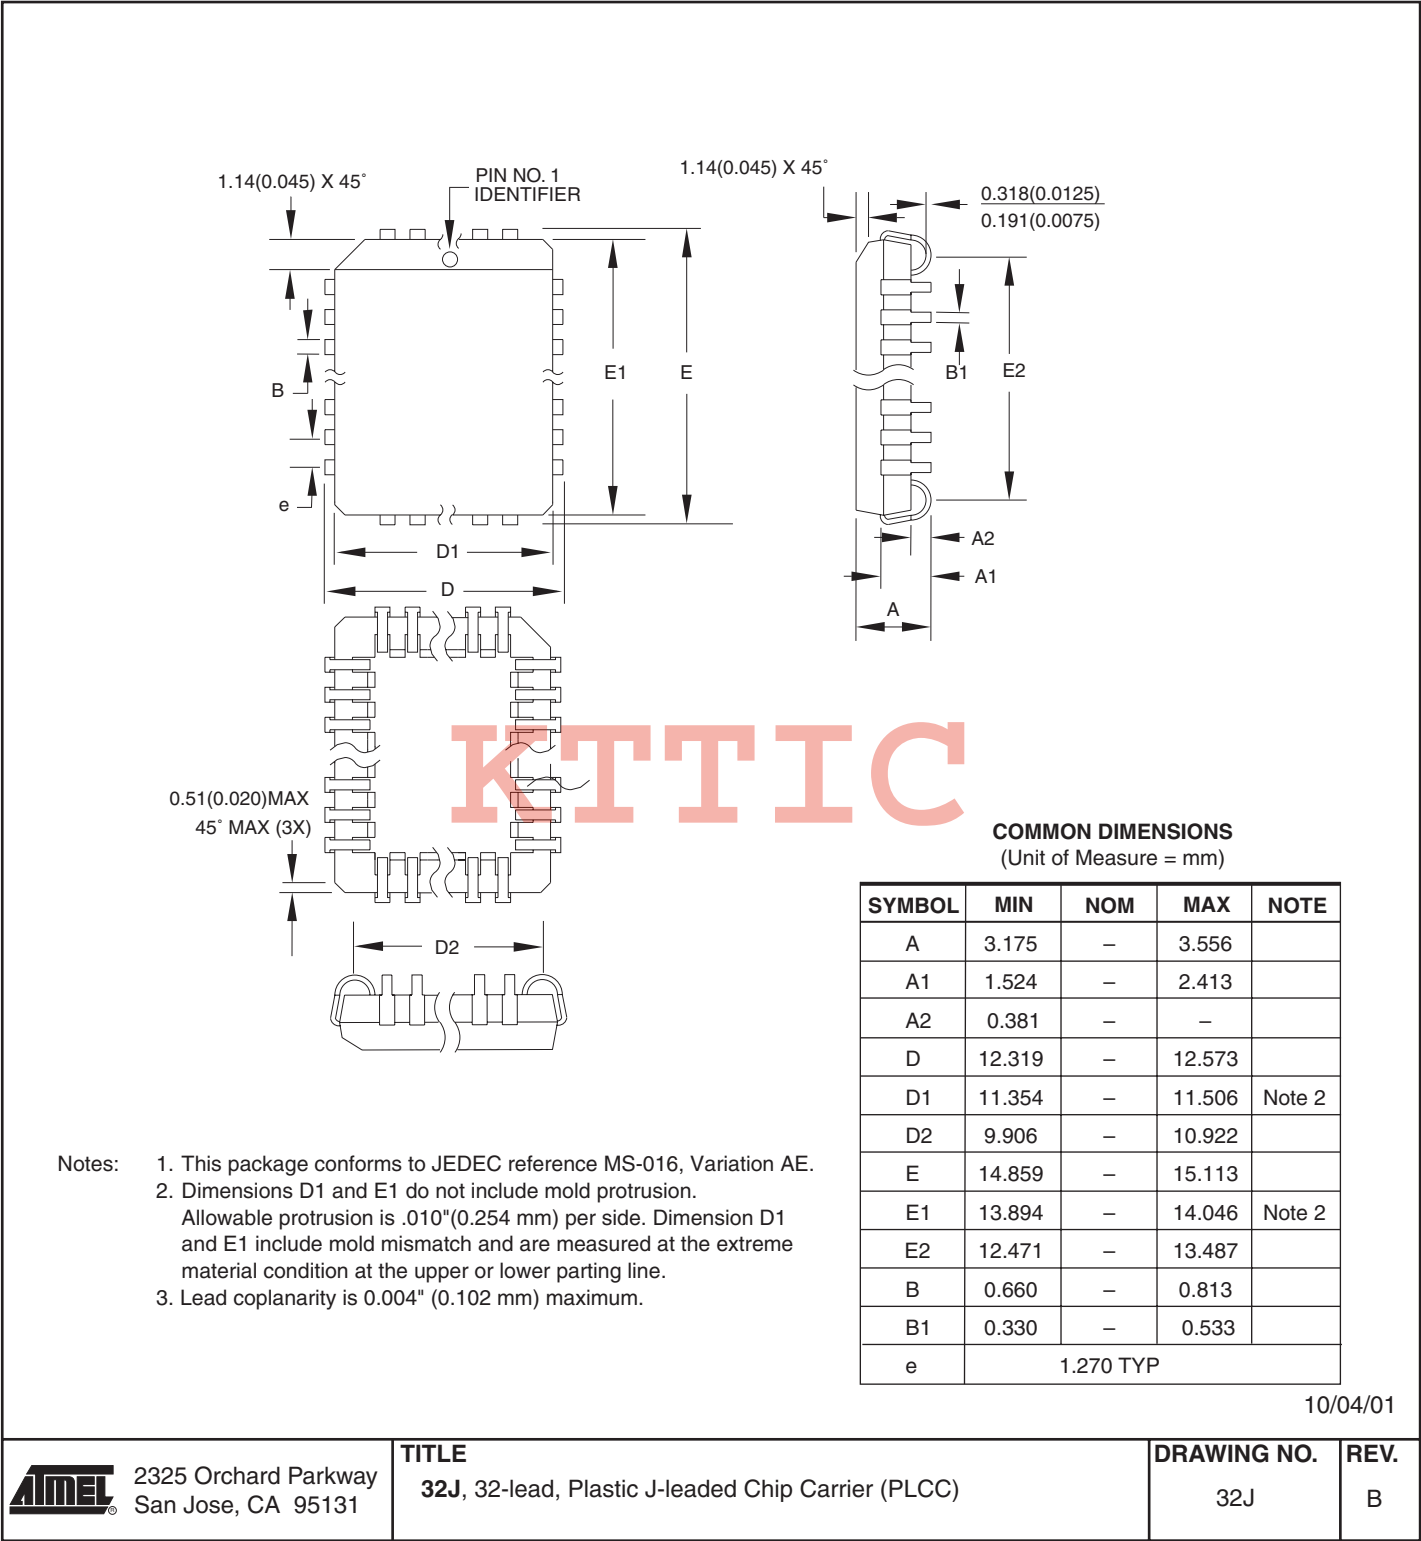 1.14(0.045) X 45˚
PIN NO. 1
IDENTIFIER
1.14(0.045) X 45˚
0.318(0.0125)
0.191(0.0075)
B
e
E1
E
B1
E2
D1
D
A2
A1
A
0.51(0.020)MAX
45˚ MAX (3X)
D2
KTTIC
COMMON DIMENSIONS
(Unit of Measure = mm)
SYMBOL MIN NOM MAX NOTE
A 3.175 – 3.556
A1 1.524 – 2.413
A2 0.381 – –
D 12.319 – 12.573
D1 11.354 – 11.506 Note 2
D2 9.906 – 10.922
E 14.859 – 15.113
E1 13.894 – 14.046 Note 2
E2 12.471 – 13.487
B 0.660 – 0.813
B1 0.330 – 0.533
e 1.270 TYP
Notes: 1. This package conforms to JEDEC reference MS-016, Variation AE.
2. Dimensions D1 and E1 do not include mold protrusion.
Allowable protrusion is .010"(0.254 mm) per side. Dimension D1
and E1 include mold mismatch and are measured at the extreme
material condition at the upper or lower parting line.
3. Lead coplanarity is 0.004" (0.102 mm) maximum.
10/04/01
ATMEL ®
2325 Orchard Parkway
San Jose, CA 95131
TITLE
32J, 32-lead, Plastic J-leaded Chip Carrier (PLCC)
DRAWING NO.
32J
REV.
B